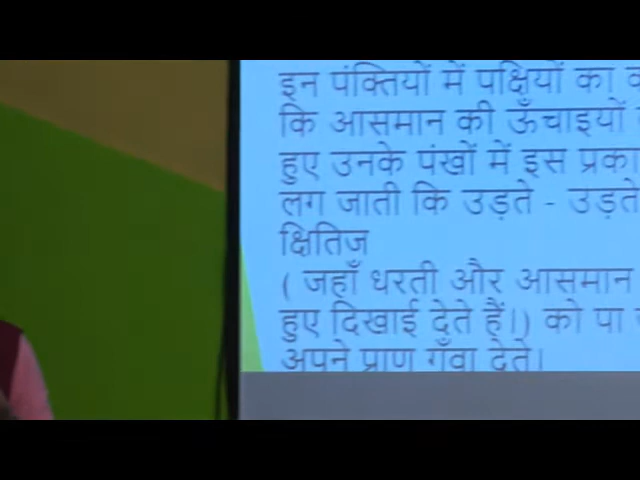 इन पंक्तियों में पक्षियों का
कि आसमान की ऊँचाइयों
हुए उनके पंखों में इस
लग जाती कि उड़ते - उड़ते
क्षितिज
( जहाँ धरती और आसमान
हुए दिखाई देते हैं।) को पा
अपने प्राण गँवा देते।